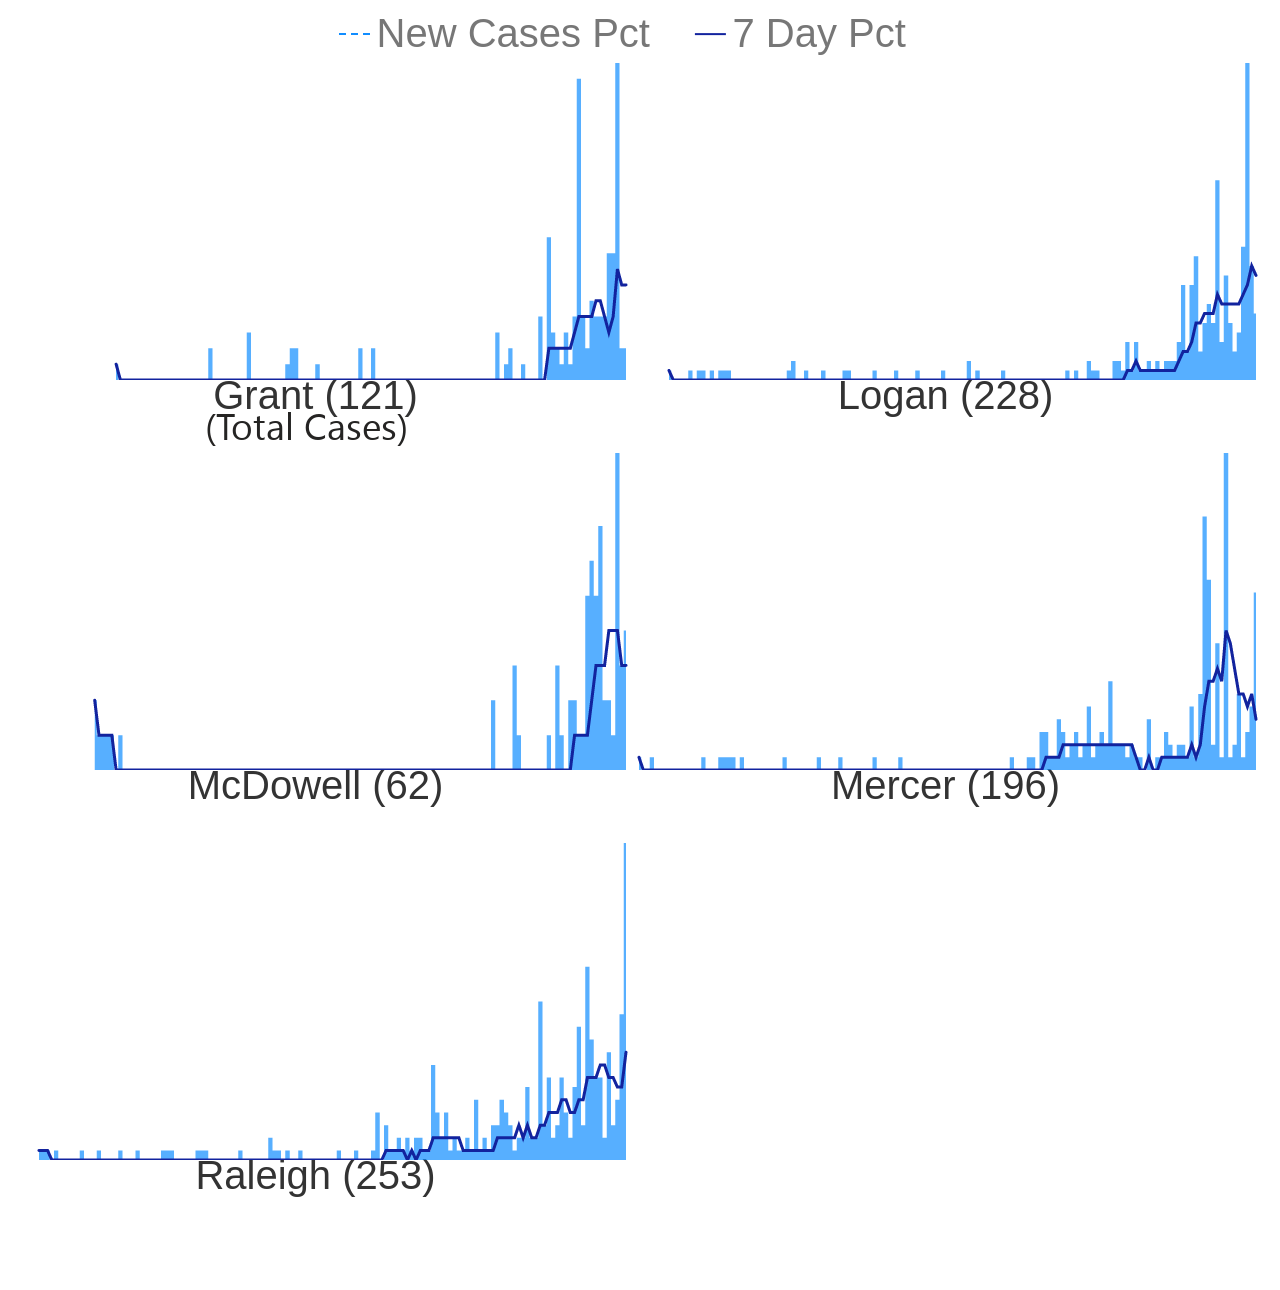 New Cases Pct 7 Day Pct
Grant (121)
(Total Cases)
Logan (228)
McDowell (62)
Mercer (196)
Raleigh (253)